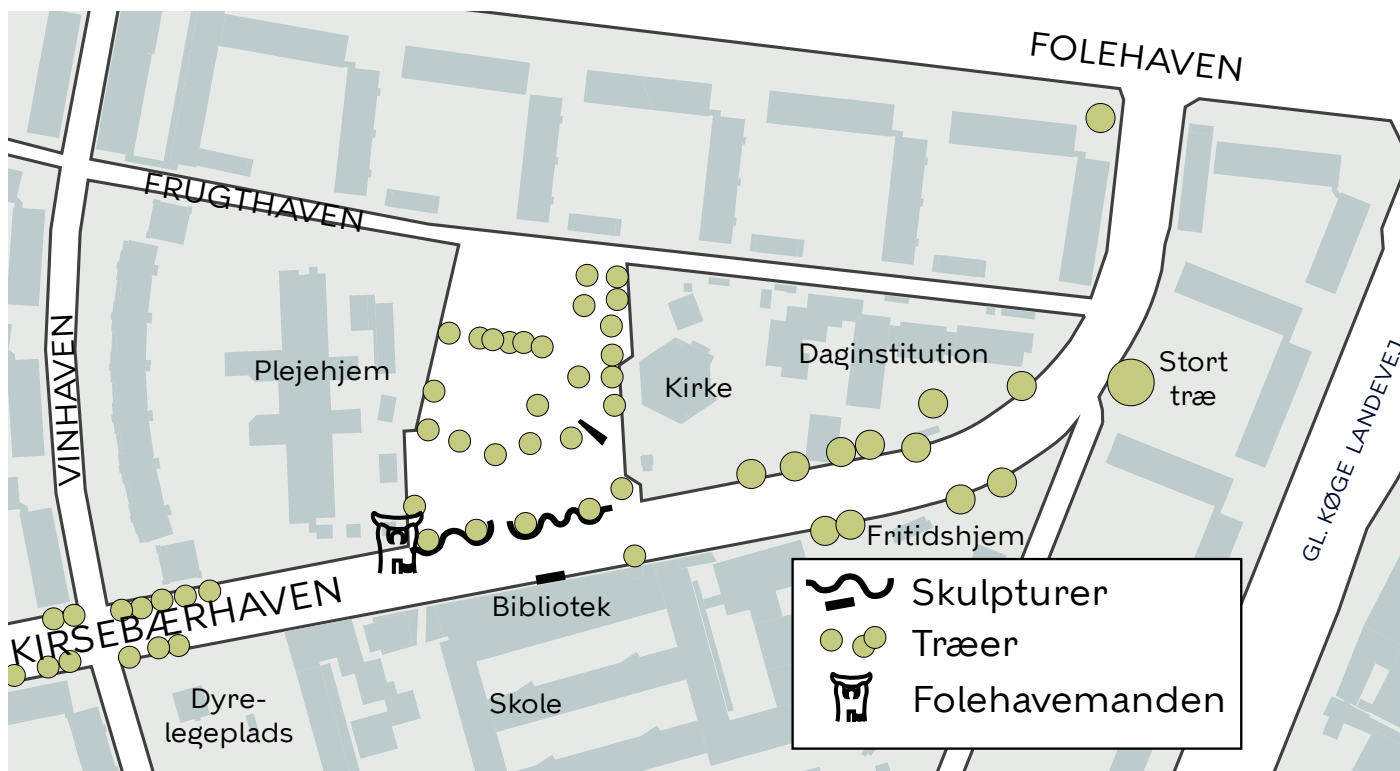 FOLEHAVEN
FRUGTHAVEN
VINHAVEN
Plejehjem
Kirke
Daginstitution
Stort
træ
GL. KØGE LANDEVEJ
Fritidshjem
KIRSEBÆRHAVEN
Bibliotek
Skole
Dyre-
legeplads
Skulpturer
Træer
Folehavemanden